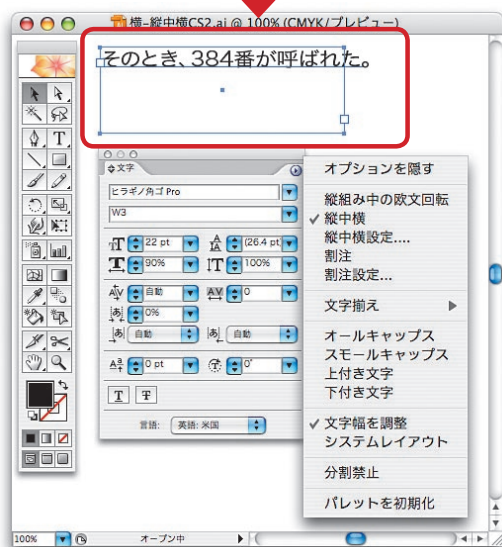 横-縦中横CS2.ai @ 100% (CMYK/プレビュー)
そのとき、384番が呼ばれた。
文字
ヒラギノ角ゴ Pro
W3
22 pt
(26.4 pt
90%
100%
自動
0
0%
自動
自動
0 pt
0°
言語: 英語: 米国
オプションを隠す
縦組み中の欧文回転
✓ 縦中横
縦中横設定....
割注
割注設定...
文字揃え
オールキャップス
スモールキャップス
上付き文字
下付き文字
✓ 文字幅を調整
システムレイアウト
分割禁止
パレットを初期化
100%
オープン中